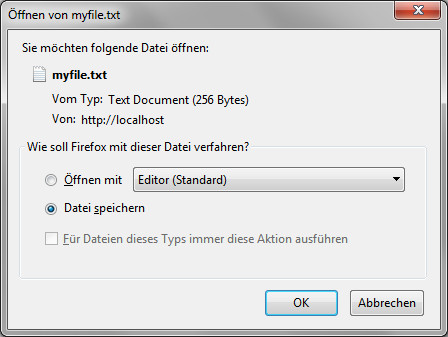 Öffnen von myfile.txt
Sie möchten folgende Datei öffnen:
myfile.txt
Vom Typ: Text Document (256 Bytes)
Von: http://localhost
Wie soll Firefox mit dieser Datei verfahren?
Öffnen mit Editor (Standard)
Datei speichern
Für Dateien dieses Typs immer diese Aktion ausführen
OK Abbrechen